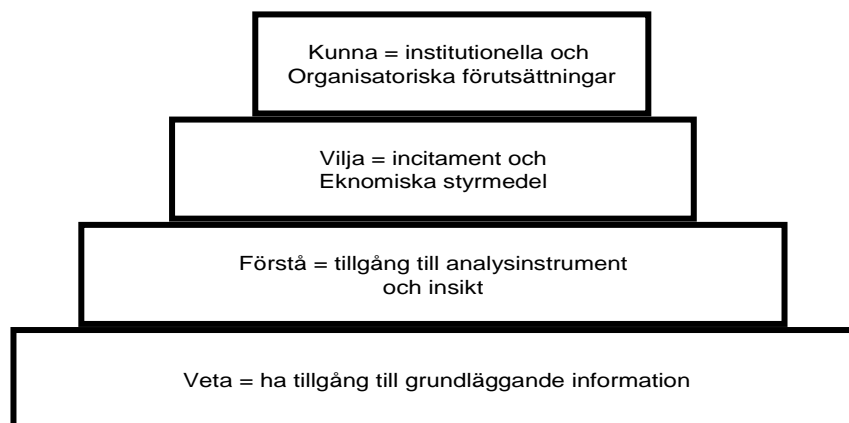 Kunna = institutionella och
Organisatoriska förutsättningar
Vilja = incitament och
Eknomiska styrmedel
Förstå = tillgång till analysinstrument
och insikt
Veta = ha tillgång till grundläggande information